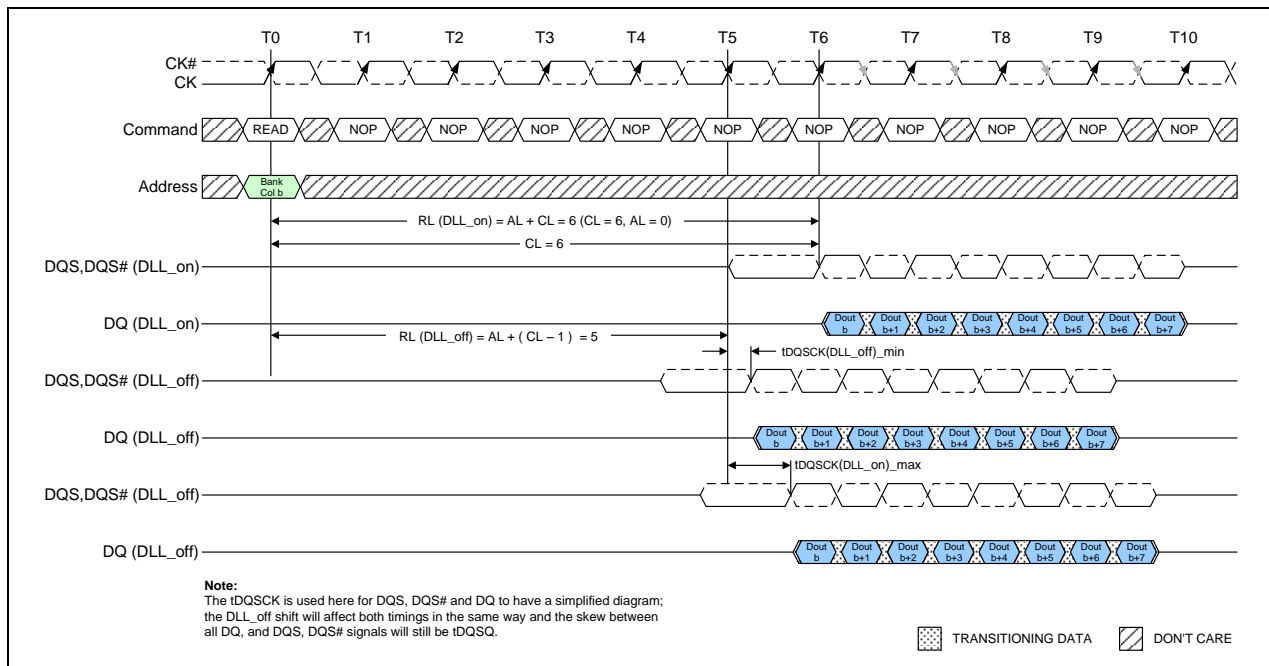 T0 T1 T2 T3 T4 T5 T6 T7 T8 T9 T10
CK#
CK
Command READ NOP NOP NOP NOP NOP NOP NOP NOP NOP NOP
Address Bank
Col b
RL (DLL_on) = AL + CL = 6 (CL = 6, AL = 0)
CL = 6
DQS,DQS# (DLL_on)
DQ (DLL_on) Dout b Dout b+1 Dout b+2 Dout b+3 Dout b+4 Dout b+5 Dout b+6 Dout b+7
RL (DLL_off) = AL + ( CL – 1 ) = 5
tDQSCK(DLL_off)_min
DQS,DQS# (DLL_off)
DQ (DLL_off) Dout b Dout b+1 Dout b+2 Dout b+3 Dout b+4 Dout b+5 Dout b+6 Dout b+7
tDQSCK(DLL_on)_max
DQS,DQS# (DLL_off)
DQ (DLL_off) Dout b Dout b+1 Dout b+2 Dout b+3 Dout b+4 Dout b+5 Dout b+6 Dout b+7
Note:
The tDQSCK is used here for DQS, DQS# and DQ to have a simplified diagram;
the DLL_off shift will affect both timings in the same way and the skew between
all DQ, and DQS, DQS# signals will still be tDQSQ.
TRANSITIONING DATA DON'T CARE